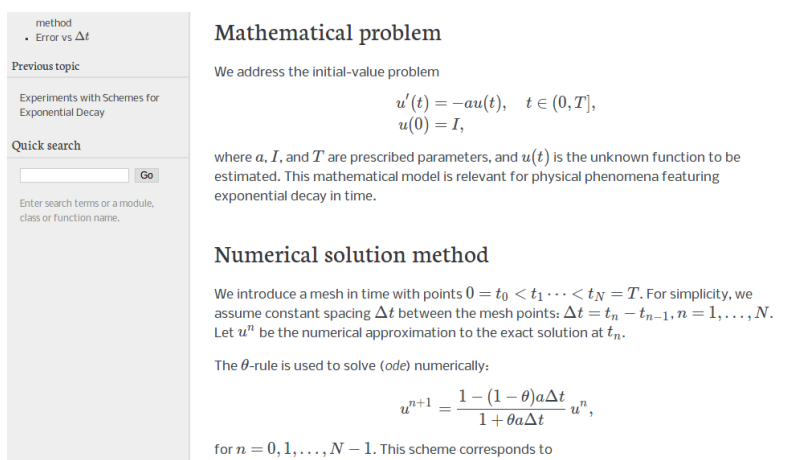 method
• Error vs Δt
Previous topic
Experiments with Schemes for
Exponential Decay
Quick search
Go
Enter search terms or a module,
class or function name.
Mathematical problem
We address the initial-value problem
u′(t) = −au(t), t ∈ (0, T],
u(0) = I,
where a, I, and T are prescribed parameters, and u(t) is the unknown function to be
estimated. This mathematical model is relevant for physical phenomena featuring
exponential decay in time.
Numerical solution method
We introduce a mesh in time with points 0 = t₀ < t₁ ⋯ < t_N = T. For simplicity, we
assume constant spacing Δt between the mesh points: Δt = tₙ − tₙ₋₁, n = 1, . . . , N.
Let uⁿ be the numerical approximation to the exact solution at tₙ.
The θ-rule is used to solve (ode) numerically:
uⁿ⁺¹ = (1 − (1 − θ)aΔt) / (1 + θaΔt) uⁿ,
for n = 0, 1, . . . , N − 1. This scheme corresponds to